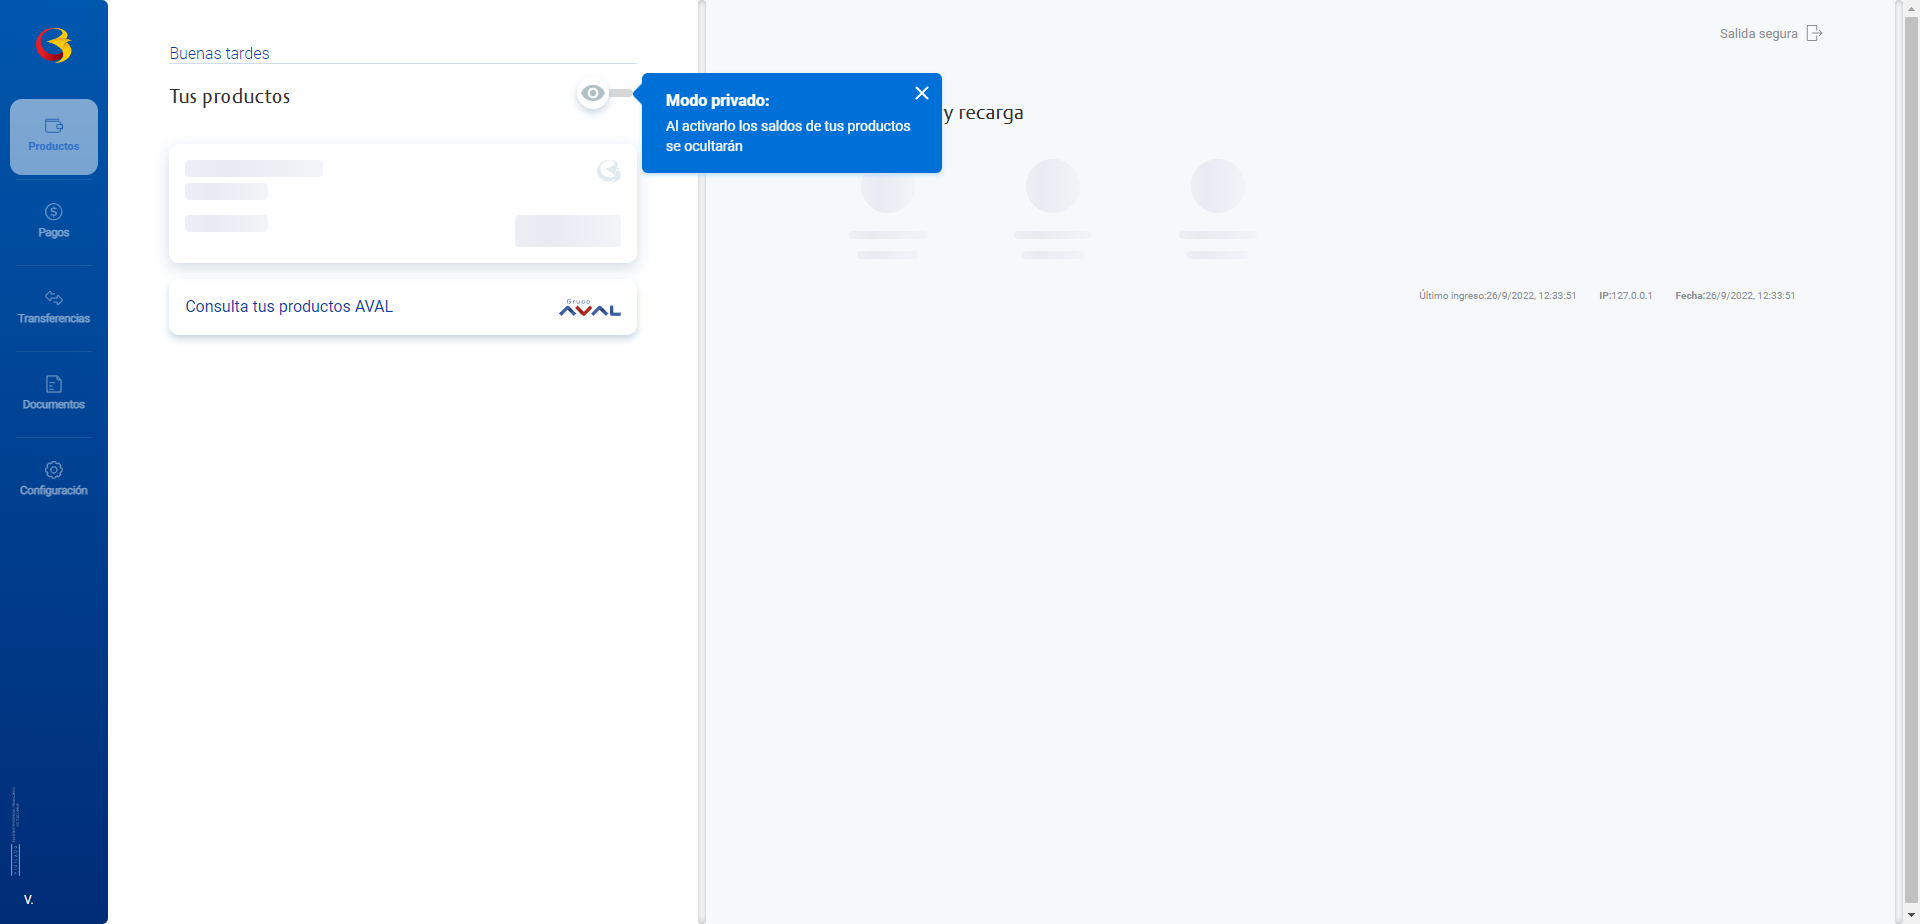 Productos
Pagos
Transferencias
Documentos
Configuración
V.
Buenas tardes
Tus productos
Consulta tus productos AVAL
Grupo
AVAL
Modo privado:
Al activarlo los saldos de tus productos
se ocultarán
y recarga
Salida segura
Último ingreso:26/9/2022, 12:33:51 IP:127.0.0.1 Fecha:26/9/2022, 12:33:51